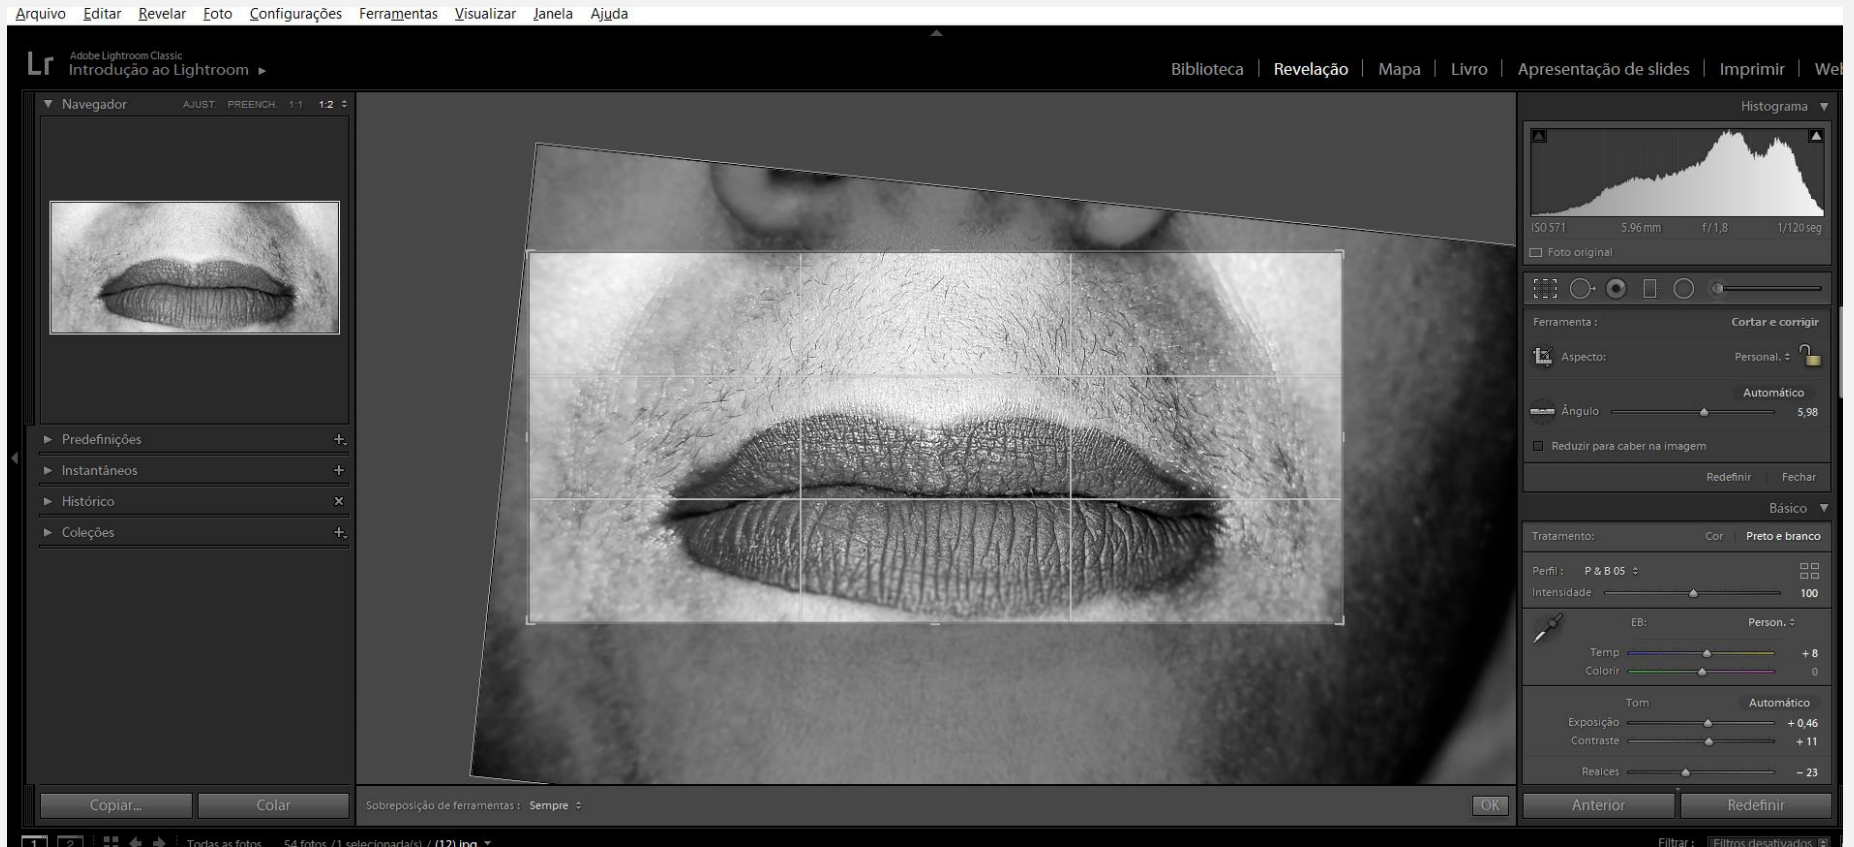 Arquivo Editar Revelar Foto Configurações Ferramentas Visualizar Janela Ajuda
Lr
Adobe Lightroom Classic
Introdução ao Lightroom
Biblioteca | Revelação | Mapa | Livro | Apresentação de slides | Imprimir |
Navegador AJUST. PREENCH. 1:1 1:2
Predefinições
Instantâneos
Histórico
Coleções
Copiar... Colar
Sobreposição de ferramentas : Sempre
OK
Histograma
ISO 571 5.96 mm f / 1,8 1/120 seg
Foto original
Ferramenta : Cortar e corrigir
Aspecto: Personal.
Automático
Ângulo 5,98
Reduzir para caber na imagem
Redefinir Fechar
Básico
Tratamento: Cor Preto e branco
Perfil : P & B 05
Intensidade 100
EB: Person.
Temp + 8
Colorir 0
Tom Automático
Exposição + 0,46
Contraste + 11
Realces − 23
Anterior Redefinir
1 2 Todas as fotos 54 fotos /1 selecionada(s) / (12).jpg
Filtrar : Filtros desativados